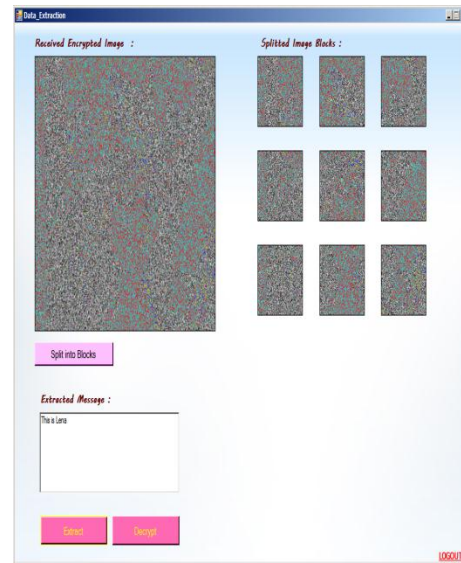 Data_Extraction
Received Encrypted Image :
Splitted Image Blocks :
Split into Blocks
Extracted Message :
This is Lena
Extract
Decrypt
LOGOUT